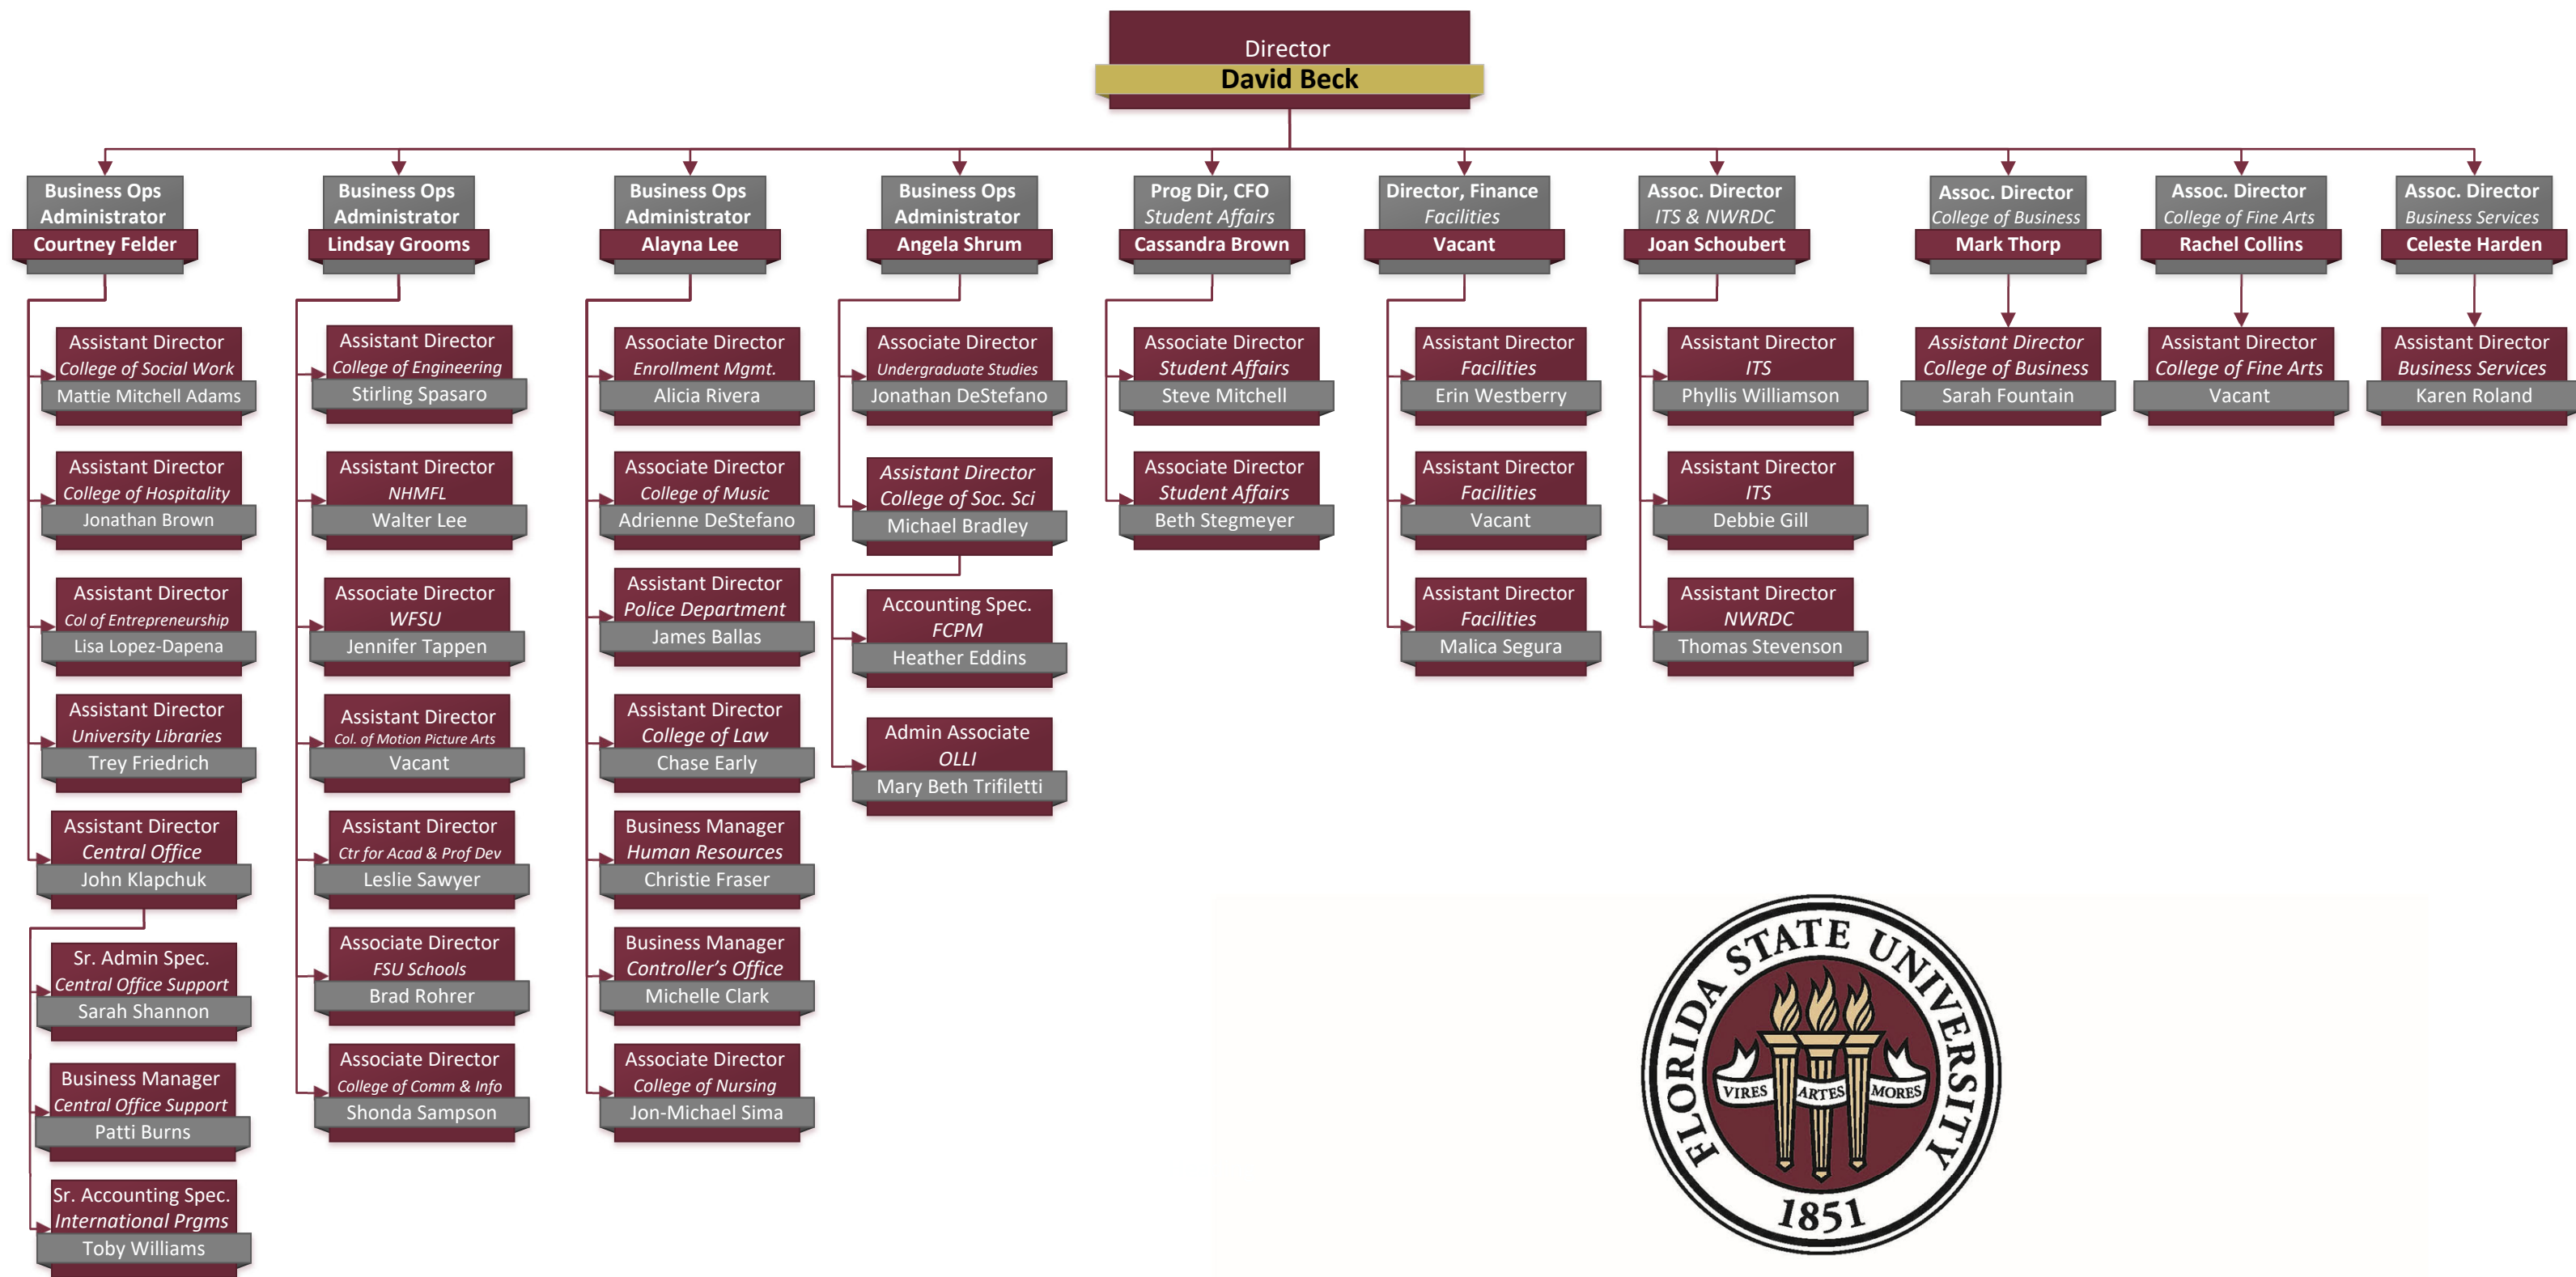 Director
David Beck
Business Ops
Administrator
Courtney Felder
Business Ops
Administrator
Lindsay Grooms
Business Ops
Administrator
Alayna Lee
Business Ops
Administrator
Angela Shrum
Prog Dir, CFO
Student Affairs
Cassandra Brown
Director, Finance
Facilities
Vacant
Assoc. Director
ITS & NWRDC
Joan Schoubert
Assoc. Director
College of Business
Mark Thorp
Assoc. Director
College of Fine Arts
Rachel Collins
Assoc. Director
Business Services
Celeste Harden
Assistant Director
College of Social Work
Mattie Mitchell Adams
Assistant Director
College of Hospitality
Jonathan Brown
Assistant Director
Col of Entrepreneurship
Lisa Lopez-Dapena
Assistant Director
University Libraries
Trey Friedrich
Assistant Director
Central Office
John Klapchuk
Sr. Admin Spec.
Central Office Support
Sarah Shannon
Business Manager
Central Office Support
Patti Burns
Sr. Accounting Spec.
International Prgms
Toby Williams
Assistant Director
College of Engineering
Stirling Spasaro
Assistant Director
NHMFL
Walter Lee
Associate Director
WFSU
Jennifer Tappen
Assistant Director
Col. of Motion Picture Arts
Vacant
Assistant Director
Ctr for Acad & Prof Dev
Leslie Sawyer
Associate Director
FSU Schools
Brad Rohrer
Associate Director
College of Comm & Info
Shonda Sampson
Associate Director
Enrollment Mgmt.
Alicia Rivera
Associate Director
College of Music
Adrienne DeStefano
Assistant Director
Police Department
James Ballas
Assistant Director
College of Law
Chase Early
Business Manager
Human Resources
Christie Fraser
Business Manager
Controller’s Office
Michelle Clark
Associate Director
College of Nursing
Jon-Michael Sima
Associate Director
Undergraduate Studies
Jonathan DeStefano
Assistant Director
College of Soc. Sci
Michael Bradley
Accounting Spec.
FCPM
Heather Eddins
Admin Associate
OLLI
Mary Beth Trifiletti
Associate Director
Student Affairs
Steve Mitchell
Associate Director
Student Affairs
Beth Stegmeyer
Assistant Director
Facilities
Erin Westberry
Assistant Director
Facilities
Vacant
Assistant Director
Facilities
Malica Segura
Assistant Director
ITS
Phyllis Williamson
Assistant Director
ITS
Debbie Gill
Assistant Director
NWRDC
Thomas Stevenson
Assistant Director
College of Business
Sarah Fountain
Assistant Director
College of Fine Arts
Vacant
Assistant Director
Business Services
Karen Roland
FLORIDA STATE UNIVERSITY
VIRES ARTES MORES
1851